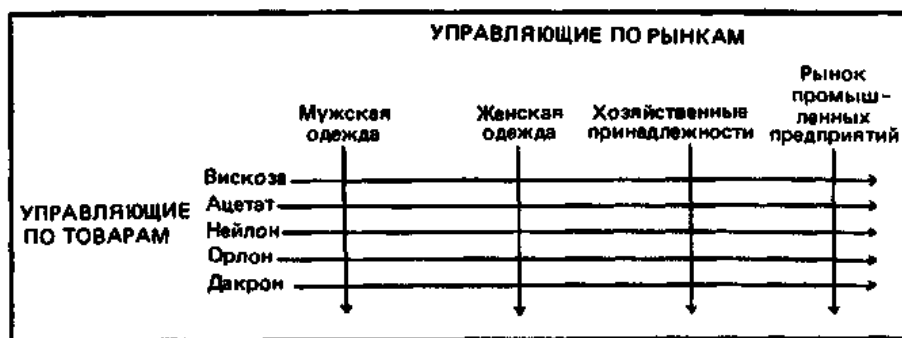 УПРАВЛЯЮЩИЕ ПО РЫНКАМ
Мужская
одежда
Женская
одежда
Хозяйственные
принадлежности
Рынок
промыш-
ленных
предприятий
УПРАВЛЯЮЩИЕ
ПО ТОВАРАМ
Вискоза
Ацетат
Нейлон
Орлон
Дакрон